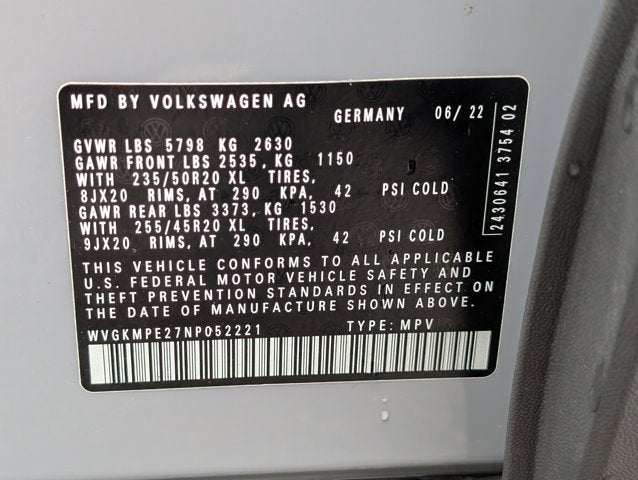 MFD BY VOLKSWAGEN AG
GERMANY 06/ 22
GVWR LBS 5798 KG 2630
GAWR FRONT LBS 2535, KG 1150
WITH 235/50R20 XL TIRES,
8JX20 RIMS, AT 290 KPA, 42 PSI COLD
GAWR REAR LBS 3373, KG 1530
WITH 255/45R20 XL TIRES,
9JX20 RIMS, AT 290 KPA, 42 PSI COLD
THIS VEHICLE CONFORMS TO ALL APPLICABLE
U.S. FEDERAL MOTOR VEHICLE SAFETY AND
THEFT PREVENTION STANDARDS IN EFFECT ON
THE DATE OF MANUFACTURE SHOWN ABOVE.
WVGKMPE27NP052221 TYPE: MPV
2430641 3754 02